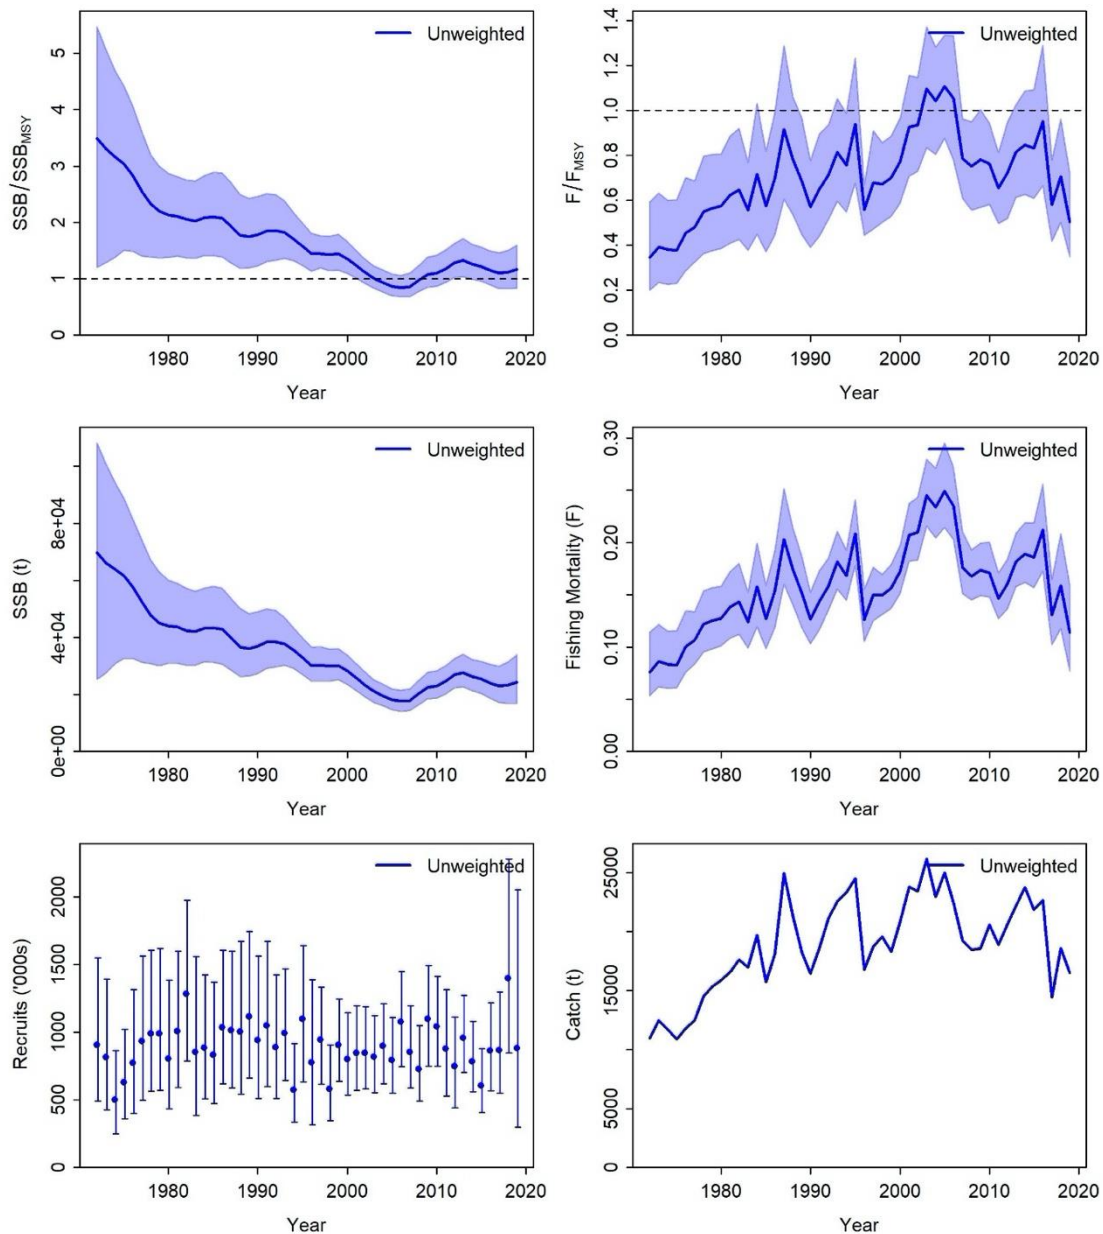 Unweighted
SSB/SSBMSY
0 1 2 3 4 5
1980 1990 2000 2010 2020
Year
Unweighted
F/FMSY
0.0 0.2 0.4 0.6 0.8 1.0 1.2 1.4
1980 1990 2000 2010 2020
Year
Unweighted
SSB (t)
0e+00 4e+04 8e+04
1980 1990 2000 2010 2020
Year
Unweighted
Fishing Mortality (F)
0.00 0.10 0.20 0.30
1980 1990 2000 2010 2020
Year
Unweighted
Recruits ('000s)
0 500 1000 1500 2000
1980 1990 2000 2010 2020
Year
Unweighted
Catch (t)
0 5000 15000 25000
1980 1990 2000 2010 2020
Year